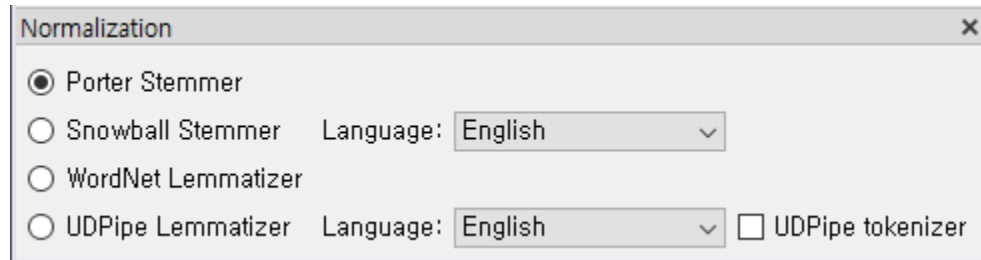 Normalization
Porter Stemmer
Snowball Stemmer Language: English
WordNet Lemmatizer
UDPipe Lemmatizer Language: English UDPipe tokenizer